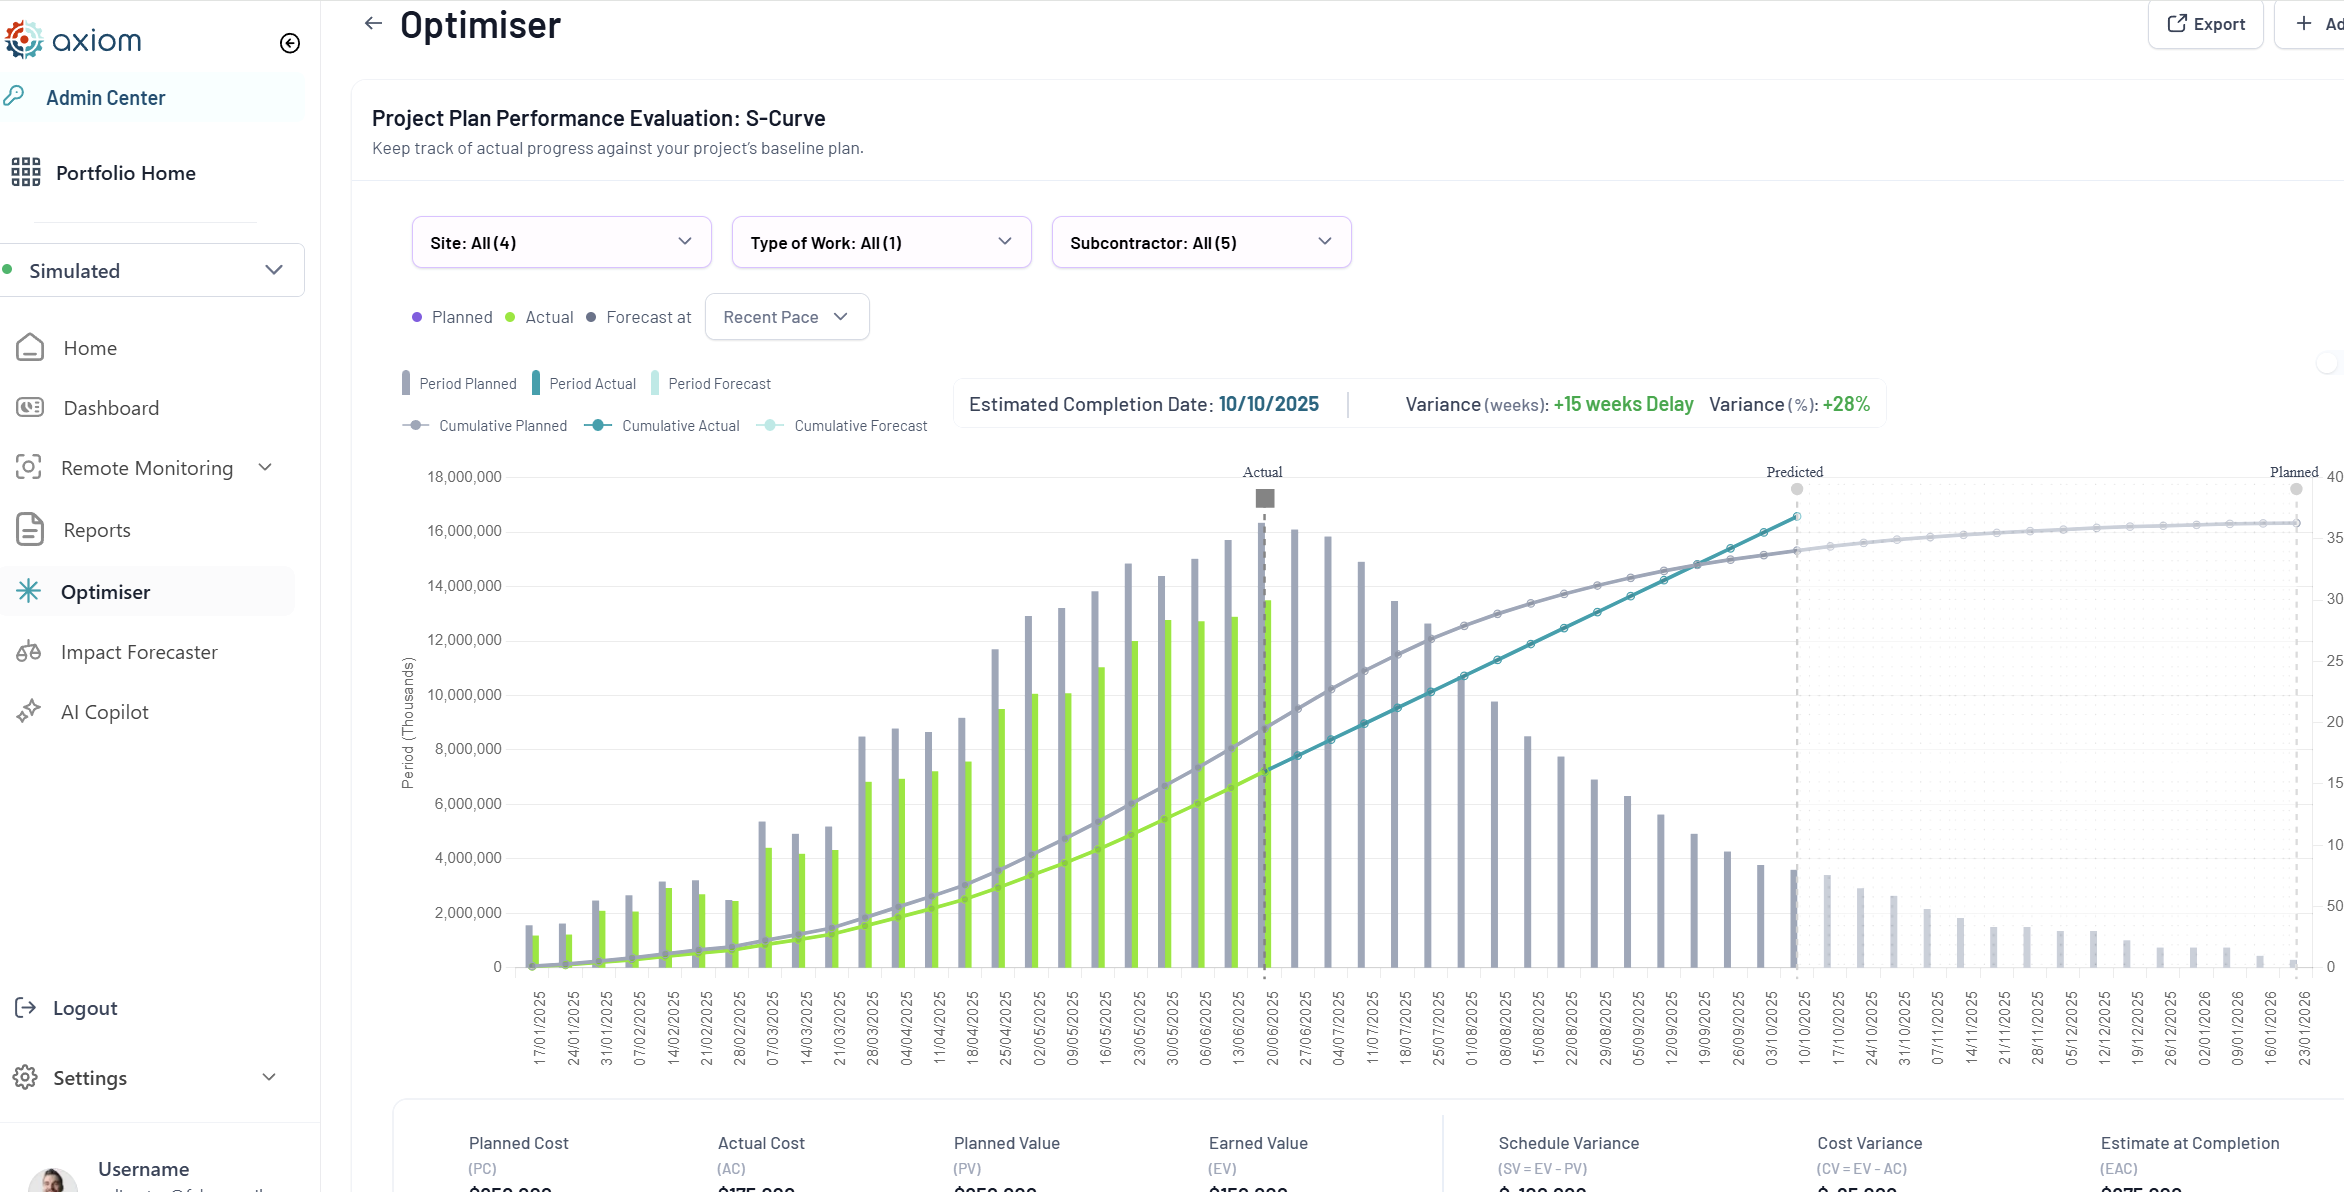 axiom
Admin Center
Portfolio Home
Simulated
Home
Dashboard
Remote Monitoring
Reports
Optimiser
Impact Forecaster
AI Copilot
Logout
Settings
Username
Optimiser
Export
Project Plan Performance Evaluation: S-Curve
Keep track of actual progress against your project's baseline plan.
Site: All (4)
Type of Work: All (1)
Subcontractor: All (5)
Planned
Actual
Forecast at
Recent Pace
Period Planned
Period Actual
Period Forecast
Cumulative Planned
Cumulative Actual
Cumulative Forecast
Estimated Completion Date: 10/10/2025
Variance (weeks): +15 weeks Delay
Variance (%): +28%
Actual
Predicted
Planned
Period (Thousands)
18,000,000
16,000,000
14,000,000
12,000,000
10,000,000
8,000,000
6,000,000
4,000,000
2,000,000
0
40
35
30
25
20
15
10
50
0
17/01/2025
24/01/2025
31/01/2025
07/02/2025
14/02/2025
21/02/2025
28/02/2025
07/03/2025
14/03/2025
21/03/2025
28/03/2025
04/04/2025
11/04/2025
18/04/2025
25/04/2025
02/05/2025
09/05/2025
16/05/2025
23/05/2025
30/05/2025
06/06/2025
13/06/2025
20/06/2025
27/06/2025
04/07/2025
11/07/2025
18/07/2025
25/07/2025
01/08/2025
08/08/2025
15/08/2025
22/08/2025
29/08/2025
05/09/2025
12/09/2025
19/09/2025
26/09/2025
03/10/2025
10/10/2025
17/10/2025
24/10/2025
31/10/2025
07/11/2025
14/11/2025
21/11/2025
28/11/2025
05/12/2025
12/12/2025
19/12/2025
26/12/2025
02/01/2026
09/01/2026
16/01/2026
23/01/2026
Planned Cost
(PC)
Actual Cost
(AC)
Planned Value
(PV)
Earned Value
(EV)
Schedule Variance
(SV = EV - PV)
Cost Variance
(CV = EV - AC)
Estimate at Completion
(EAC)